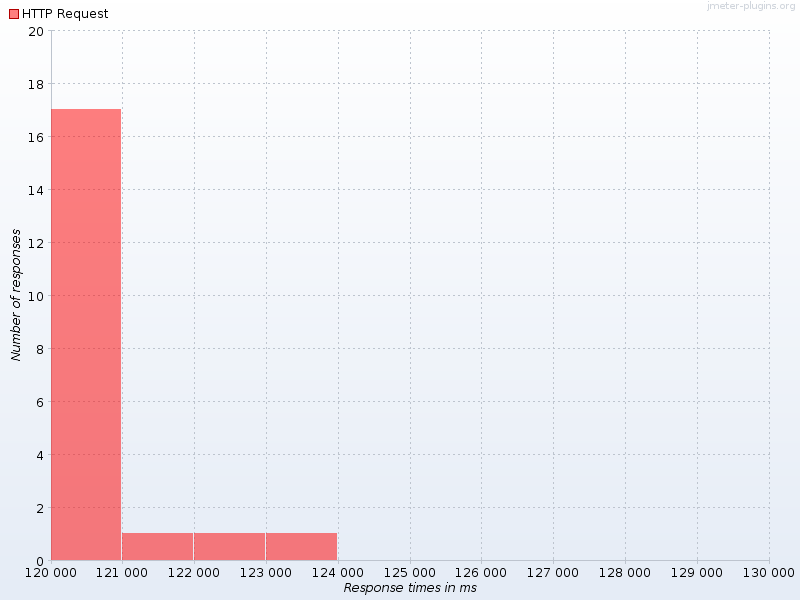 jmeter-plugins.org
HTTP Request
20
18
16
14
12
10
8
6
4
2
0
Number of responses
120 000 121 000 122 000 123 000 124 000 125 000 126 000 127 000 128 000 129 000 130 000
Response times in ms